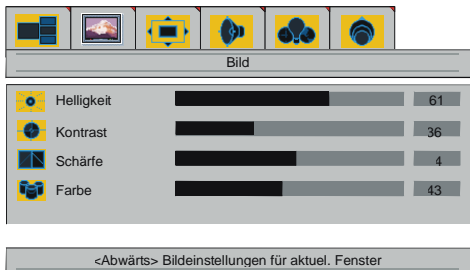 Bild
Helligkeit 61
Kontrast 36
Schärfe 4
Farbe 43
<Abwärts> Bildeinstellungen für aktuel. Fenster